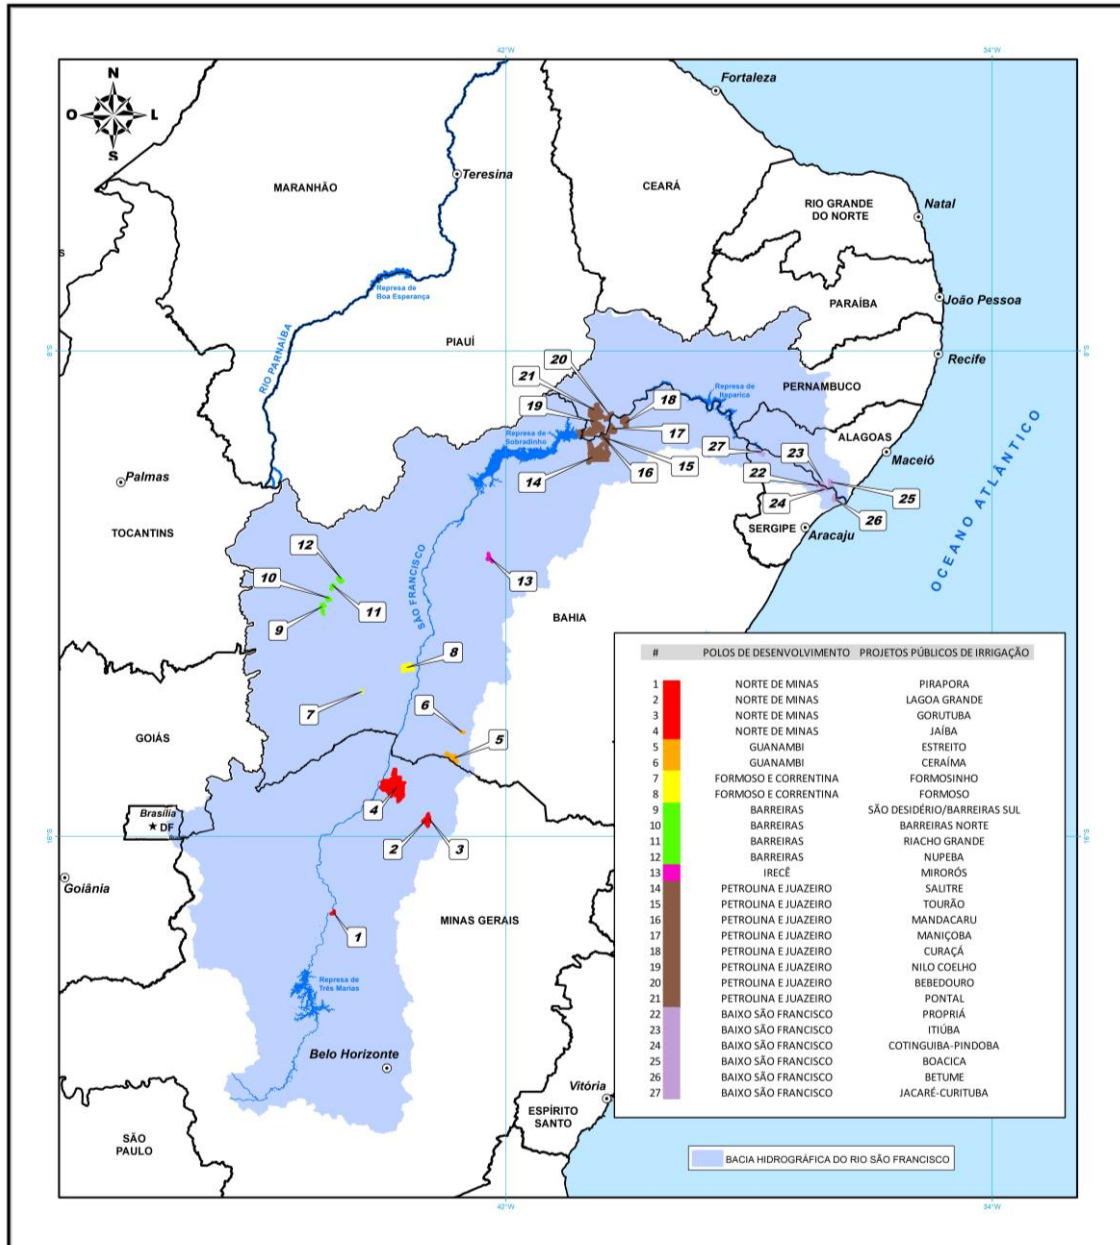 42°W
34°W
N
O
L
S
Fortaleza
Teresina
MARANHÃO
CEARÁ
RIO GRANDE
DO NORTE
Natal
S
Represa de
Boa Esperança
PARAÍBA
João Pessoa
RIO PARNAÍBA
PIAUÍ
8°S
8°S
20
21
Recife
PERNAMBUCO
Represa de
Itaparica
19
18
Represa de
Sobradinho
17
ALAGOAS
27
23
Maceió
Palmas
14
16
15
22
24
25
26
TOCANTINS
SERGIPE
Aracaju
OCEANO ATLÂNTICO
12
SÃO FRANCISCO
10
13
11
9
BAHIA
8
7
6
GOIÁS
5
4
Brasília
DF
2
3
16°S
16°S
Goiânia
MINAS GERAIS
1
Represa de
Três Marias
Belo Horizonte
Vitória
ESPÍRITO
SANTO
SÃO
PAULO
# POLOS DE DESENVOLVIMENTO PROJETOS PÚBLICOS DE IRRIGAÇÃO
1 NORTE DE MINAS PIRAPORA
2 NORTE DE MINAS LAGOA GRANDE
3 NORTE DE MINAS GORUTUBA
4 NORTE DE MINAS JAÍBA
5 GUANAMBI ESTREITO
6 GUANAMBI CERAÍMA
7 FORMOSO E CORRENTINA FORMOSINHO
8 FORMOSO E CORRENTINA FORMOSO
9 BARREIRAS SÃO DESIDÉRIO/BARREIRAS SUL
10 BARREIRAS BARREIRAS NORTE
11 BARREIRAS RIACHO GRANDE
12 BARREIRAS NUPEBA
13 IRECÊ MIRORÓS
14 PETROLINA E JUAZEIRO SALITRE
15 PETROLINA E JUAZEIRO TOURÃO
16 PETROLINA E JUAZEIRO MANDACARU
17 PETROLINA E JUAZEIRO MANIÇOBA
18 PETROLINA E JUAZEIRO CURAÇÁ
19 PETROLINA E JUAZEIRO NILO COELHO
20 PETROLINA E JUAZEIRO BEBEDOURO
21 PETROLINA E JUAZEIRO PONTAL
22 BAIXO SÃO FRANCISCO PROPRIÁ
23 BAIXO SÃO FRANCISCO ITIÚBA
24 BAIXO SÃO FRANCISCO COTINGUIBA-PINDOBA
25 BAIXO SÃO FRANCISCO BOACICA
26 BAIXO SÃO FRANCISCO BETUME
27 BAIXO SÃO FRANCISCO JACARÉ-CURITUBA
BACIA HIDROGRÁFICA DO RIO SÃO FRANCISCO
42°W
34°W